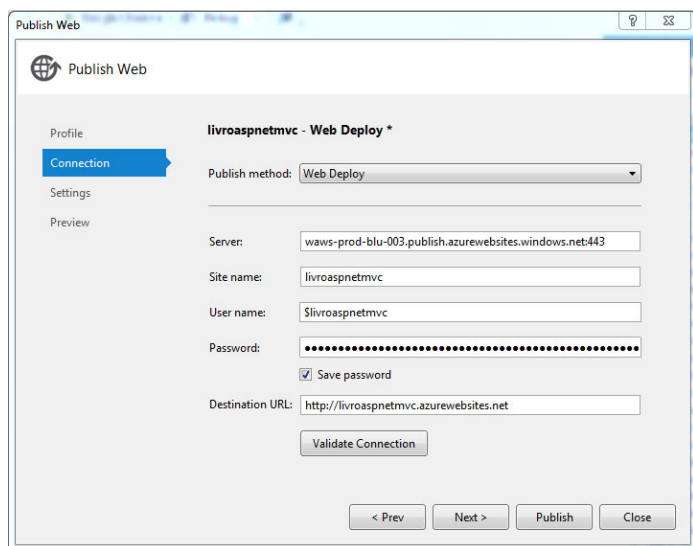 Publish Web
Publish Web
Profile
Connection
Settings
Preview
livroaspnetmvc - Web Deploy *
Publish method: Web Deploy
Server: waws-prod-blu-003.publish.azurewebsites.windows.net:443
Site name: livroaspnetmvc
User name: $livroaspnetmvc
Password:
Save password
Destination URL: http://livroaspnetmvc.azurewebsites.net
Validate Connection
< Prev Next > Publish Close